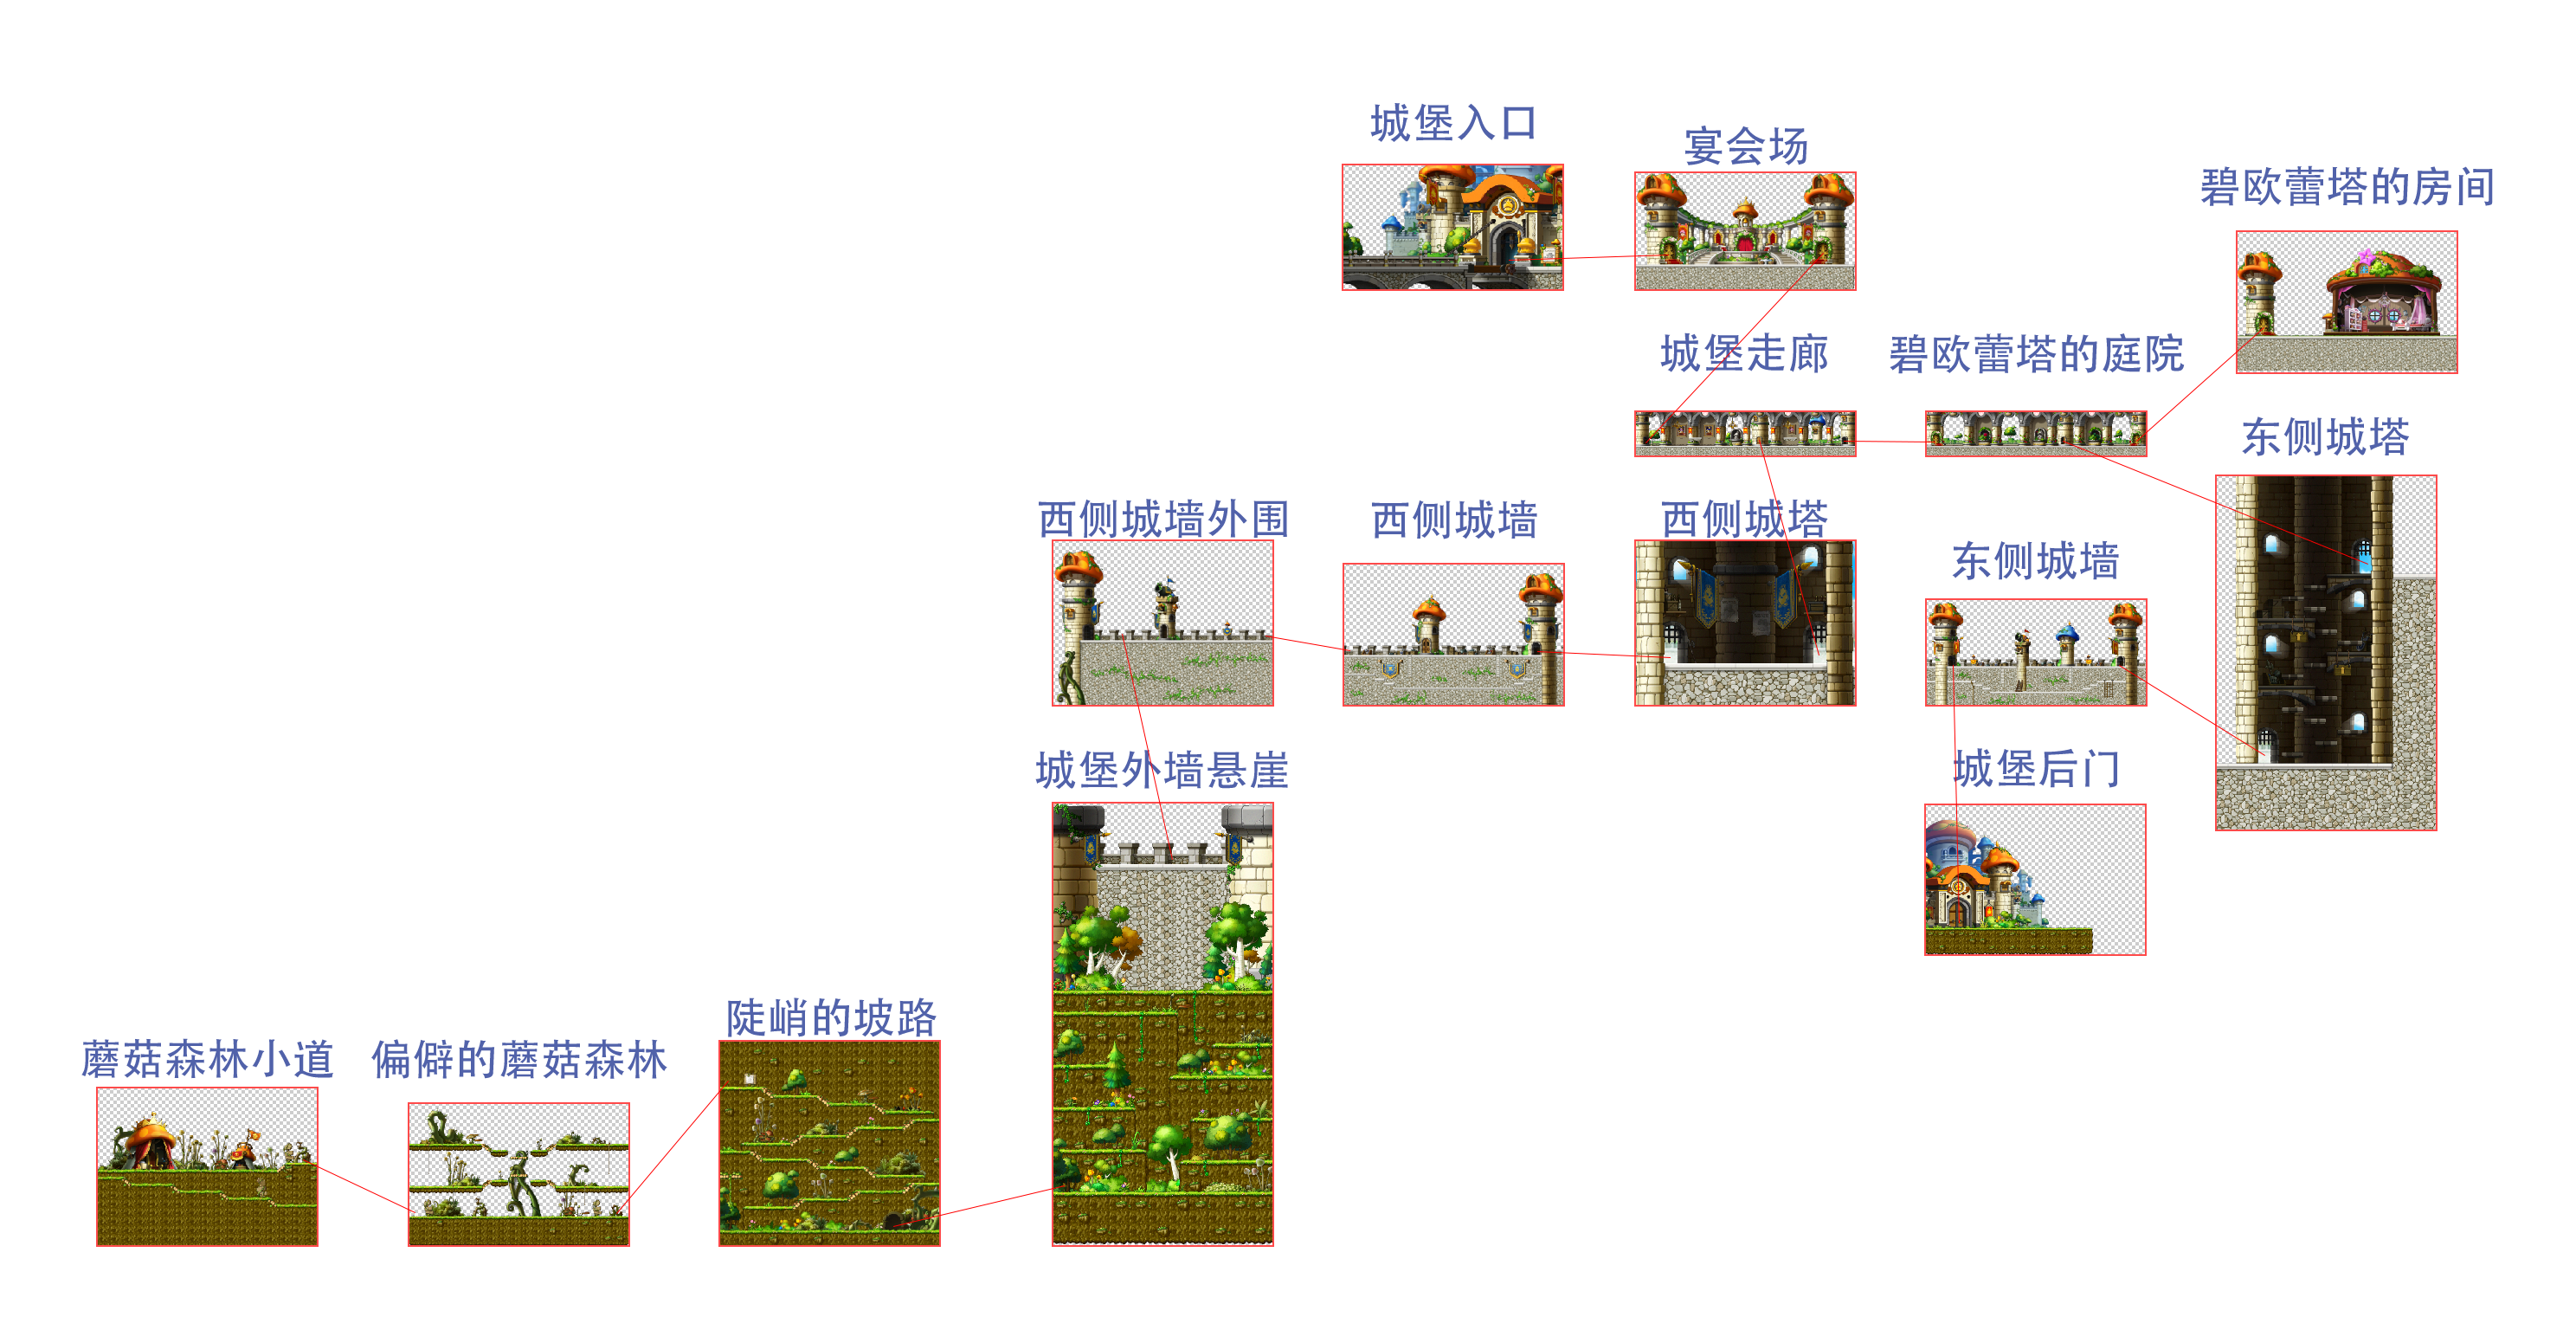 城堡入口
宴会场
碧欧蕾塔的房间
城堡走廊
碧欧蕾塔的庭院
东侧城塔
西侧城墙外围
西侧城墙
西侧城塔
东侧城墙
城堡外墙悬崖
城堡后门
陡峭的坡路
蘑菇森林小道
偏僻的蘑菇森林